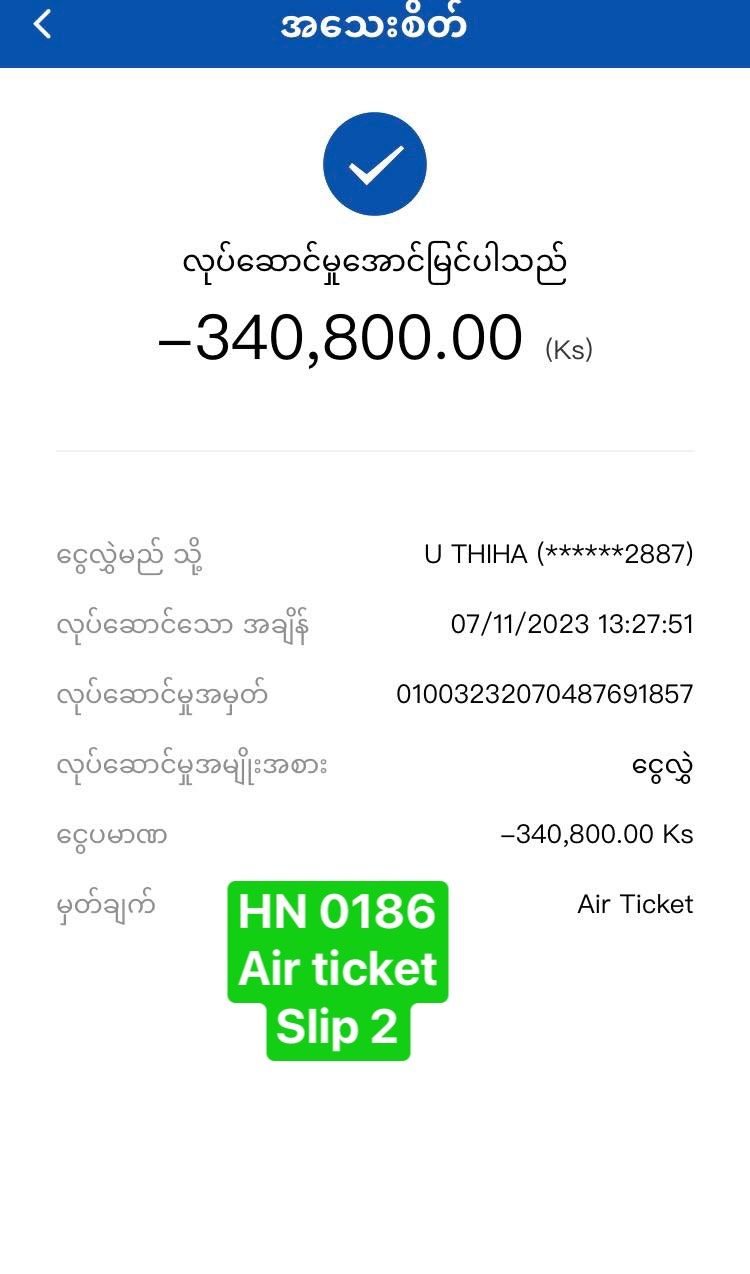 အသေးစိတ်
လုပ်ဆောင်မှုအောင်မြင်ပါသည်
–340,800.00 (Ks)
ငွေလွှဲမည် သို့ U THIHA (******2887)
လုပ်ဆောင်သော အချိန် 07/11/2023 13:27:51
လုပ်ဆောင်မှုအမှတ် 01003232070487691857
လုပ်ဆောင်မှုအမျိုးအစား ငွေလွှဲ
ငွေပမာဏ –340,800.00 Ks
မှတ်ချက် Air Ticket
HN 0186
Air ticket
Slip 2